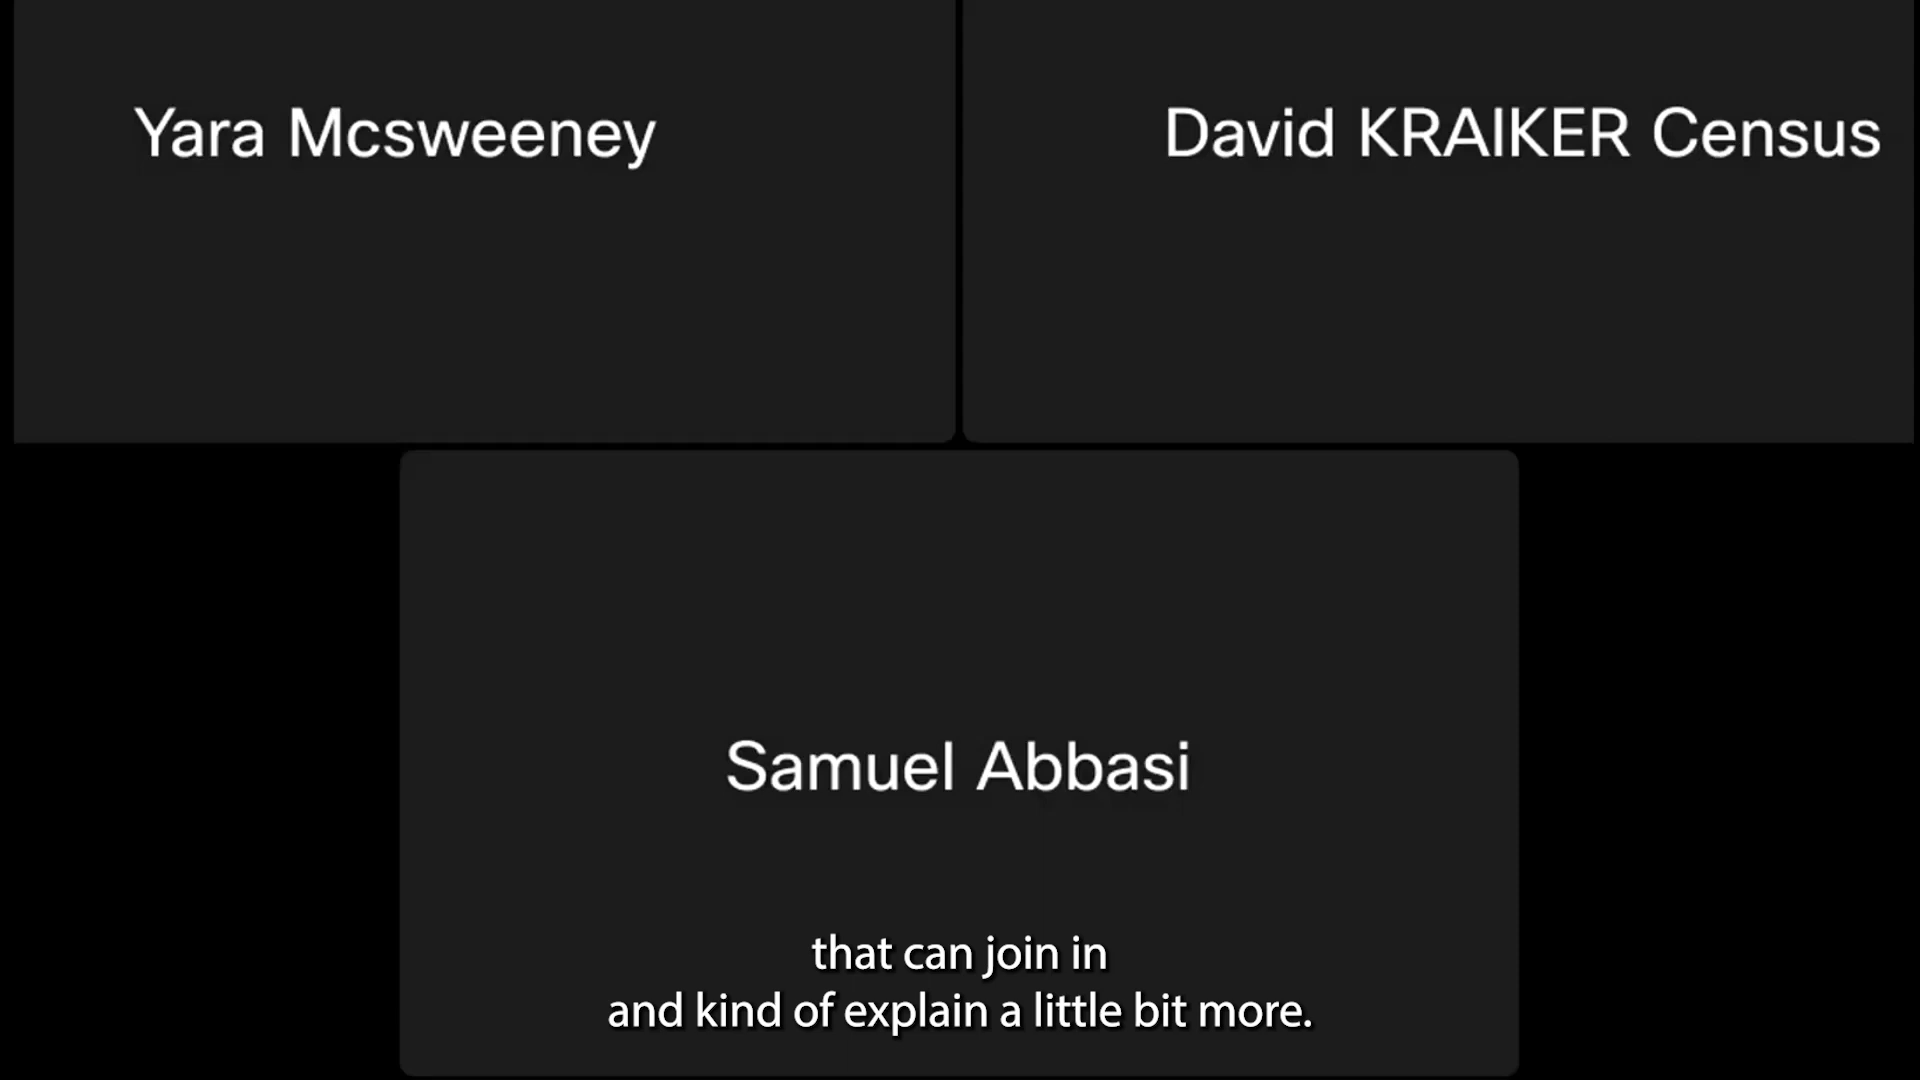 Yara Mcsweeney
David KRAIKER Census
Samuel Abbasi
that can join in
and kind of explain a little bit more.